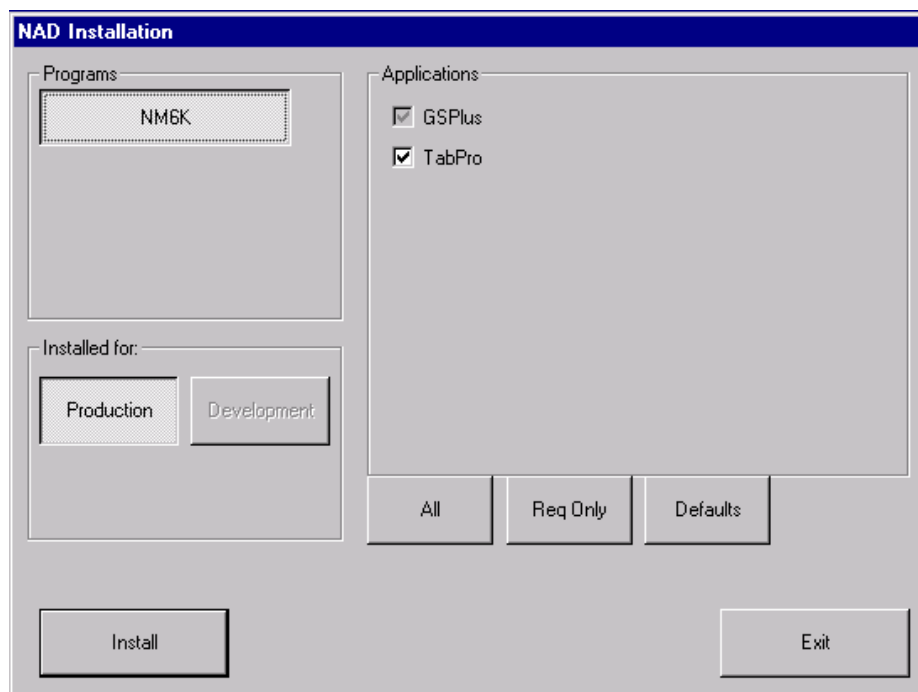 NAD Installation
Programs
NM6K
Applications
GSPlus
TabPro
Installed for:
Production
Development
All
Req Only
Defaults
Install
Exit